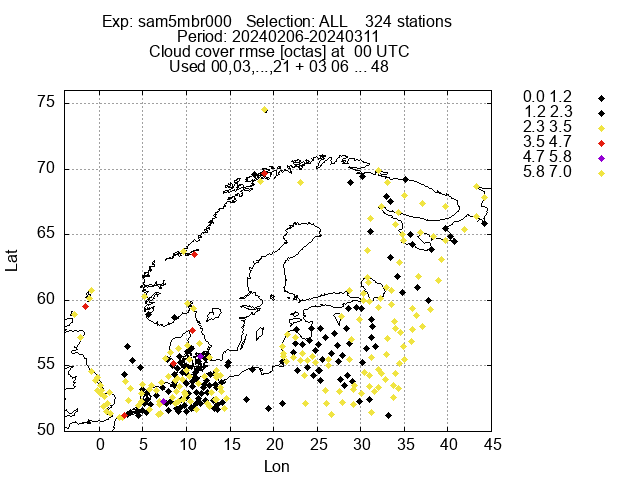 Exp: sam5mbr000 Selection: ALL 324 stations
Period: 20240206-20240311
Cloud cover rmse [octas] at 00 UTC
Used 00,03,...,21 + 03 06 ... 48
0.0 1.2
1.2 2.3
2.3 3.5
3.5 4.7
4.7 5.8
5.8 7.0
75
70
65
60
55
50
Lat
0 5 10 15 20 25 30 35 40 45
Lon